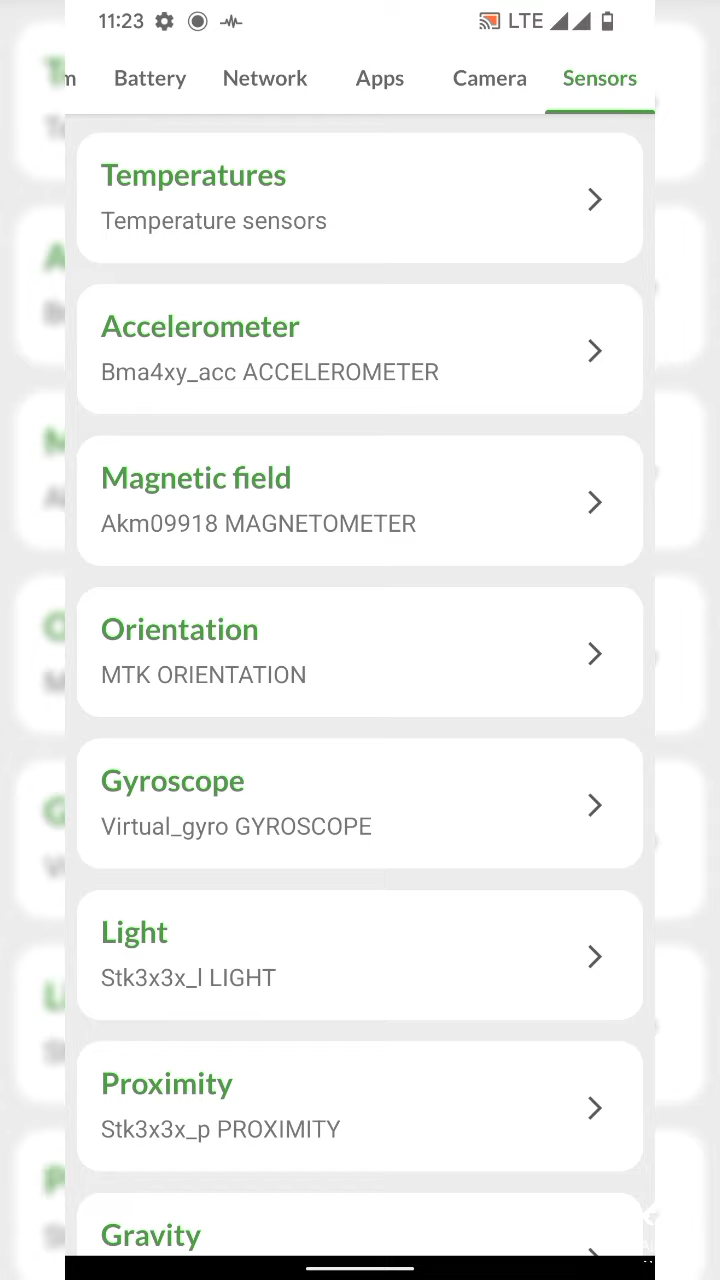 11:23 LTE
m Battery Network Apps Camera Sensors
Temperatures
Temperature sensors
Accelerometer
Bma4xy_acc ACCELEROMETER
Magnetic field
Akm09918 MAGNETOMETER
Orientation
MTK ORIENTATION
Gyroscope
Virtual_gyro GYROSCOPE
Light
Stk3x3x_l LIGHT
Proximity
Stk3x3x_p PROXIMITY
Gravity